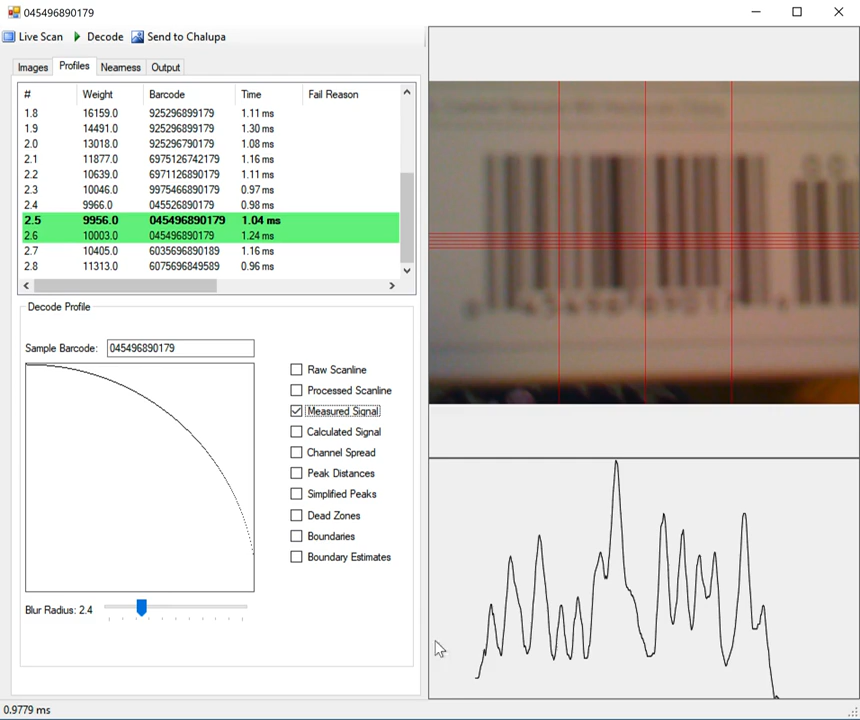 045496890179
Live Scan Decode Send to Chalupa
Images Profiles Nearness Output
# Weight Barcode Time Fail Reason
1.8 16159.0 925296899179 1.11 ms
1.9 14491.0 925296899179 1.30 ms
2.0 13018.0 925296790179 1.08 ms
2.1 11877.0 6975126742179 1.16 ms
2.2 10639.0 6971126890179 1.11 ms
2.3 10046.0 9975466890179 0.97 ms
2.4 9966.0 045526890179 0.98 ms
2.5 9956.0 045496890179 1.04 ms
2.6 10003.0 045496890179 1.24 ms
2.7 10405.0 6035696890189 1.16 ms
2.8 11313.0 6075696849589 0.96 ms
Decode Profile
Sample Barcode: 045496890179
Raw Scanline
Processed Scanline
Measured Signal
Calculated Signal
Channel Spread
Peak Distances
Simplified Peaks
Dead Zones
Boundaries
Boundary Estimates
Blur Radius: 2.4
0.9779 ms